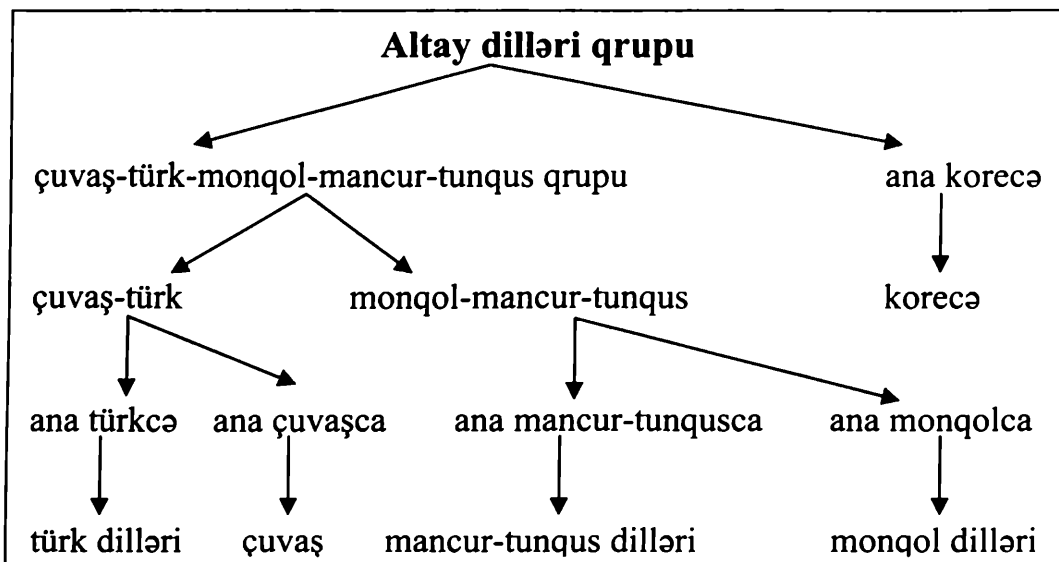 Altay dilləri qrupu
çuvaş-türk-monqol-mancur-tunqus qrupu ana korecə
çuvaş-türk monqol-mancur-tunqus korecə
ana türkcə ana çuvaşca ana mancur-tunqusca ana monqolca
türk dilləri çuvaş mancur-tunqus dilləri monqol dilləri